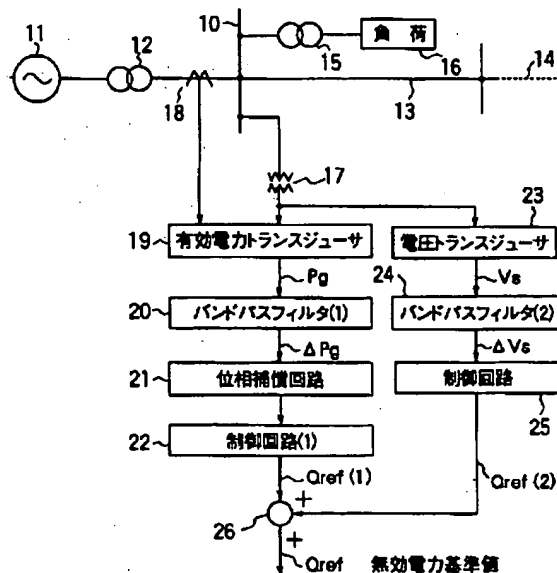 10
11
12
15
負荷
16
14
18
13
17
23
19
有効電力トランスジューサ
電圧トランスジューサ
Pg
24
Vs
20
バンドパスフィルタ(1)
バンドパスフィルタ(2)
ΔPg
ΔVs
21
位相補償回路
制御回路
25
22
制御回路(1)
Qref (1)
Qref (2)
+
26
+
Qref 無効電力基準値